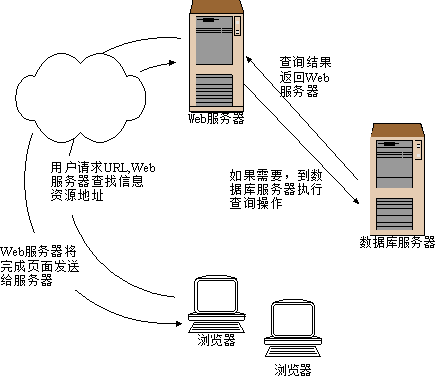 Web服务器
查询结果
返回Web
服务器
用户请求URL,Web
服务器查找信息
资源地址
如果需要，到数
据库服务器执行
查询操作
数据库服务器
Web服务器将
完成页面发送
给服务器
浏览器
浏览器